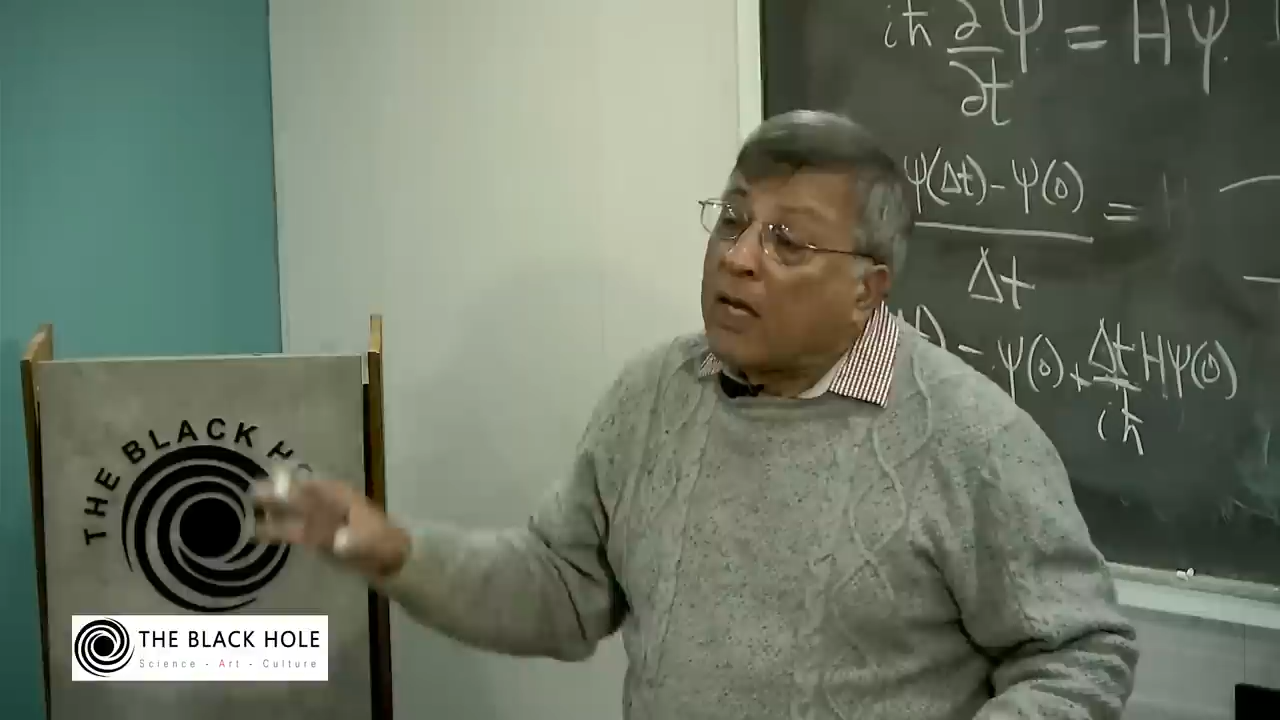 iħ ∂/∂t Ψ = Hψ.
ψ(Δt) - ψ(0) / Δt =
- ψ(0) + Δt/iħ Hψ(0)
THE BLACK HO
THE BLACK HOLE
Science - Art - Culture